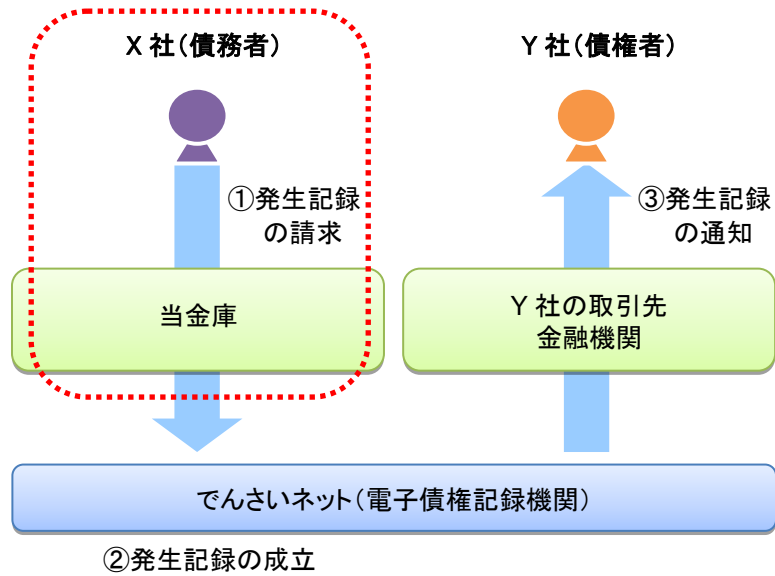 X 社（債務者）
Y 社（債権者）
①発生記録
の請求
③発生記録
の通知
当金庫
Y 社の取引先
金融機関
でんさいネット（電子債権記録機関）
②発生記録の成立